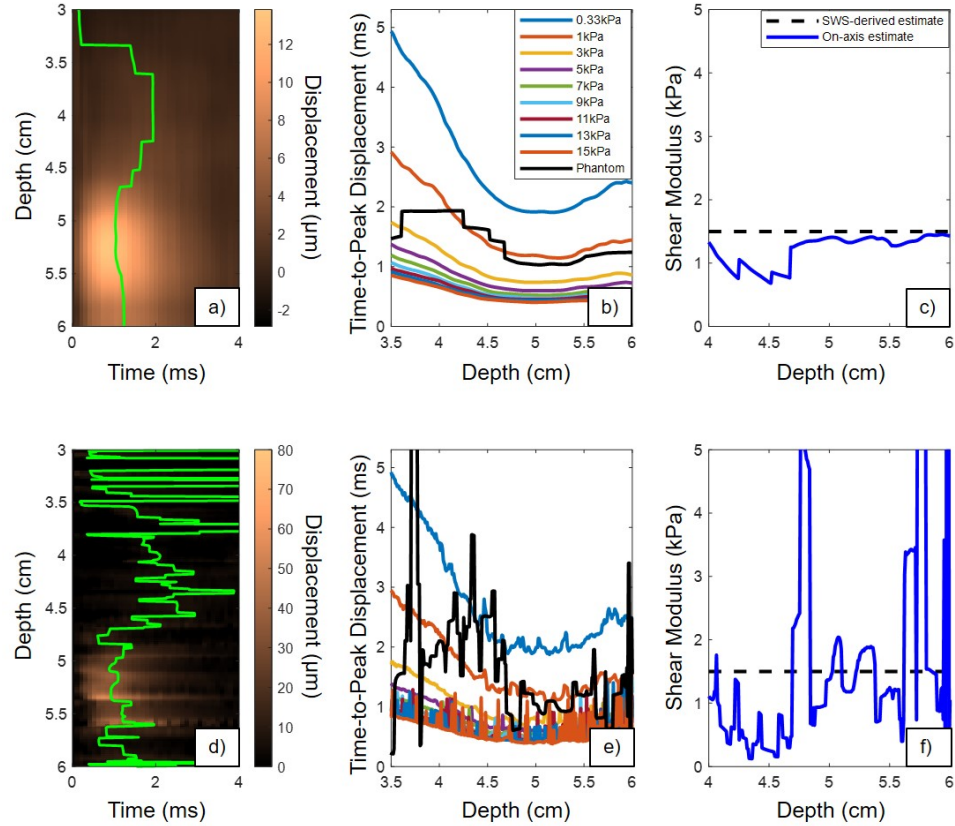 3
3.5
4
4.5
5
5.5
6
Depth (cm)
0
2
4
Time (ms)
a)
12
10
8
6
4
2
0
-2
Displacement (µm)
5
4
3
2
1
0
Time-to-Peak Displacement (ms)
0.33kPa
1kPa
3kPa
5kPa
7kPa
9kPa
11kPa
13kPa
15kPa
Phantom
b)
3.5
4
4.5
5
5.5
6
Depth (cm)
5
4
3
2
1
0
Shear Modulus (kPa)
SWS-derived estimate
On-axis estimate
c)
4
4.5
5
5.5
6
Depth (cm)
3
3.5
4
4.5
5
5.5
6
Depth (cm)
0
2
4
Time (ms)
d)
80
70
60
50
40
30
20
10
0
Displacement (µm)
5
4
3
2
1
0
Time-to-Peak Displacement (ms)
e)
3.5
4
4.5
5
5.5
6
Depth (cm)
5
4
3
2
1
0
Shear Modulus (kPa)
f)
4
4.5
5
5.5
6
Depth (cm)